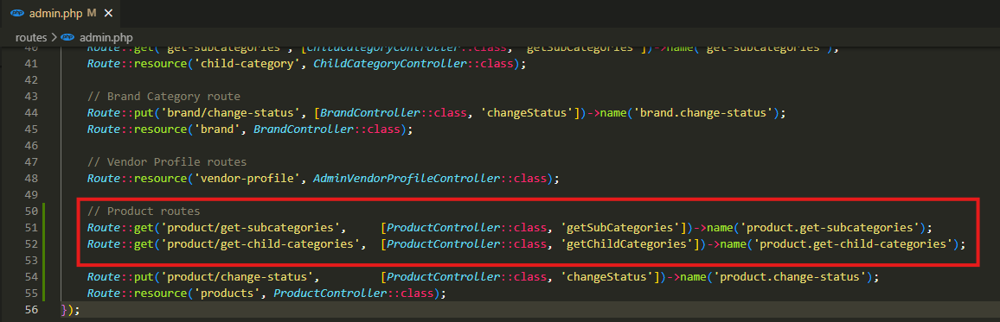 php admin.php M ×
routes > php admin.php
40 Route::get('get-subcategories', [ChildCategoryController::class, 'getSubCategories'])->name('get-subcategories');
41 Route::resource('child-category', ChildCategoryController::class);
42
43 // Brand Category route
44 Route::put('brand/change-status', [BrandController::class, 'changeStatus'])->name('brand.change-status');
45 Route::resource('brand', BrandController::class);
46
47 // Vendor Profile routes
48 Route::resource('vendor-profile', AdminVendorProfileController::class);
49
50 // Product routes
51 Route::get('product/get-subcategories', [ProductController::class, 'getSubCategories'])->name('product.get-subcategories');
52 Route::get('product/get-child-categories', [ProductController::class, 'getChildCategories'])->name('product.get-child-categories');
53
54 Route::put('product/change-status', [ProductController::class, 'changeStatus'])->name('product.change-status');
55 Route::resource('products', ProductController::class);
56 });